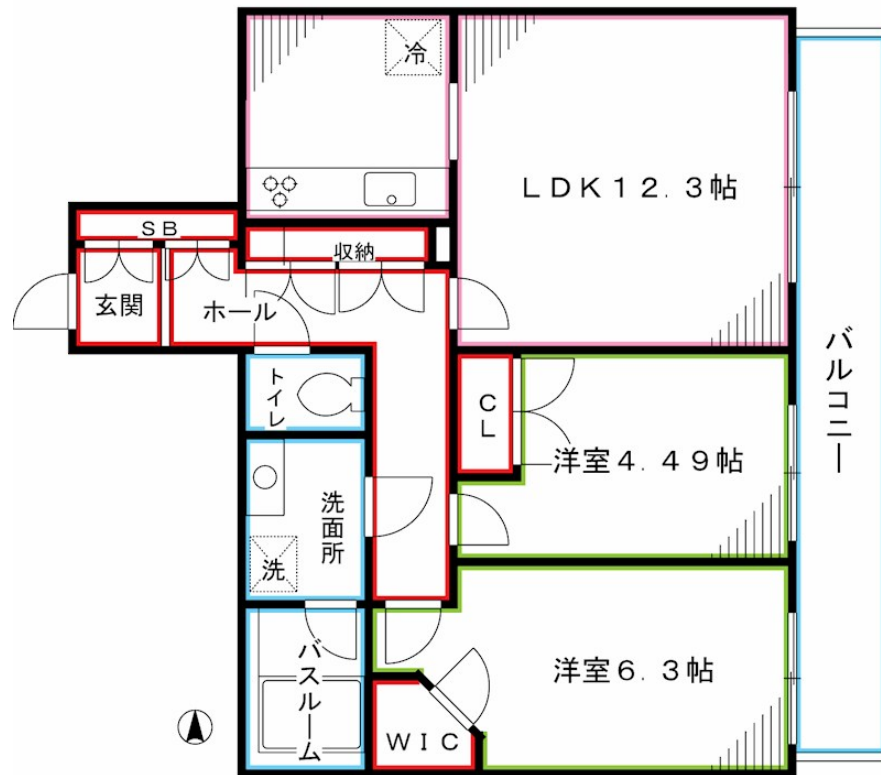 冷
LDK12.3帖
SB
収納
玄関
ホール
バルコニー
トイレ
CL
洋室4.49帖
洗面所
洗
洋室6.3帖
バスルーム
WIC